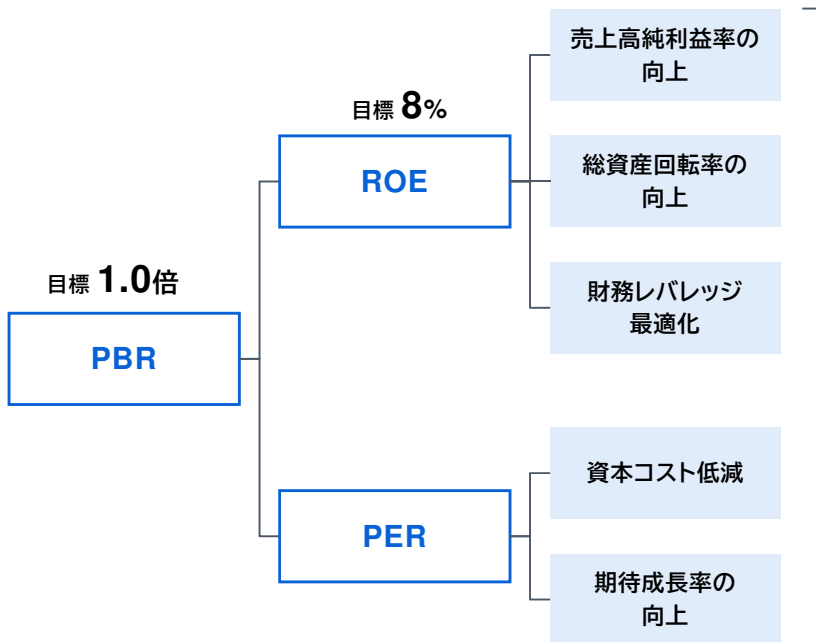 目標 1.0倍
PBR
目標 8%
ROE
売上高純利益率の
向上
総資産回転率の
向上
財務レバレッジ
最適化
PER
資本コスト低減
期待成長率の
向上